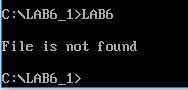 C:\LAB6_1>LAB6
File is not found
C:\LAB6_1>